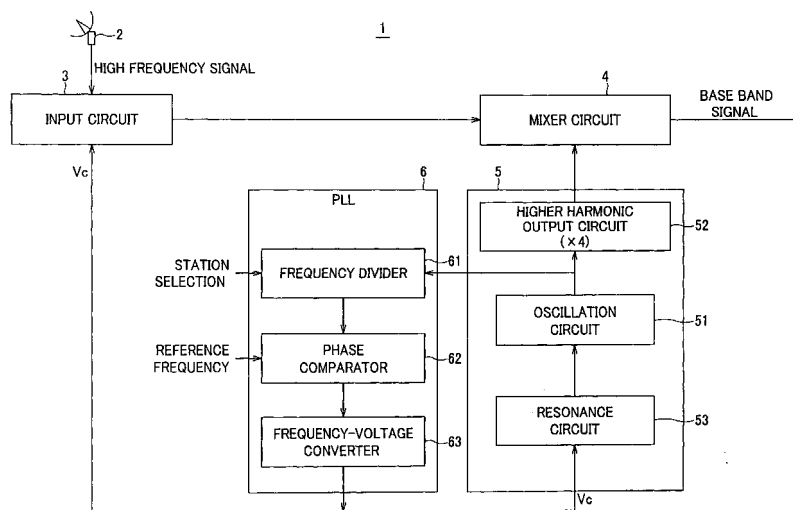 1
2
HIGH FREQUENCY SIGNAL
3
INPUT CIRCUIT
4
MIXER CIRCUIT
BASE BAND
SIGNAL
Vc
6
PLL
5
HIGHER HARMONIC
OUTPUT CIRCUIT
(×4)
52
61
STATION
SELECTION
FREQUENCY DIVIDER
OSCILLATION
CIRCUIT
51
REFERENCE
FREQUENCY
PHASE
COMPARATOR
62
RESONANCE
CIRCUIT
53
FREQUENCY-VOLTAGE
CONVERTER
63
Vc